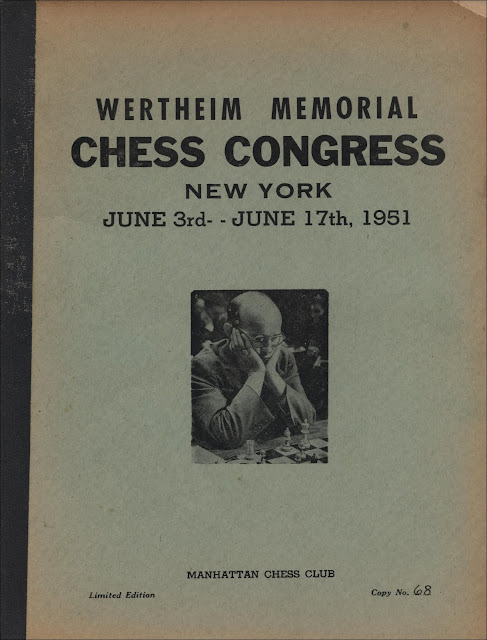 WERTHEIM MEMORIAL
CHESS CONGRESS
NEW YORK
JUNE 3rd- - JUNE 17th, 1951
MANHATTAN CHESS CLUB
Limited Edition
Copy No. 68